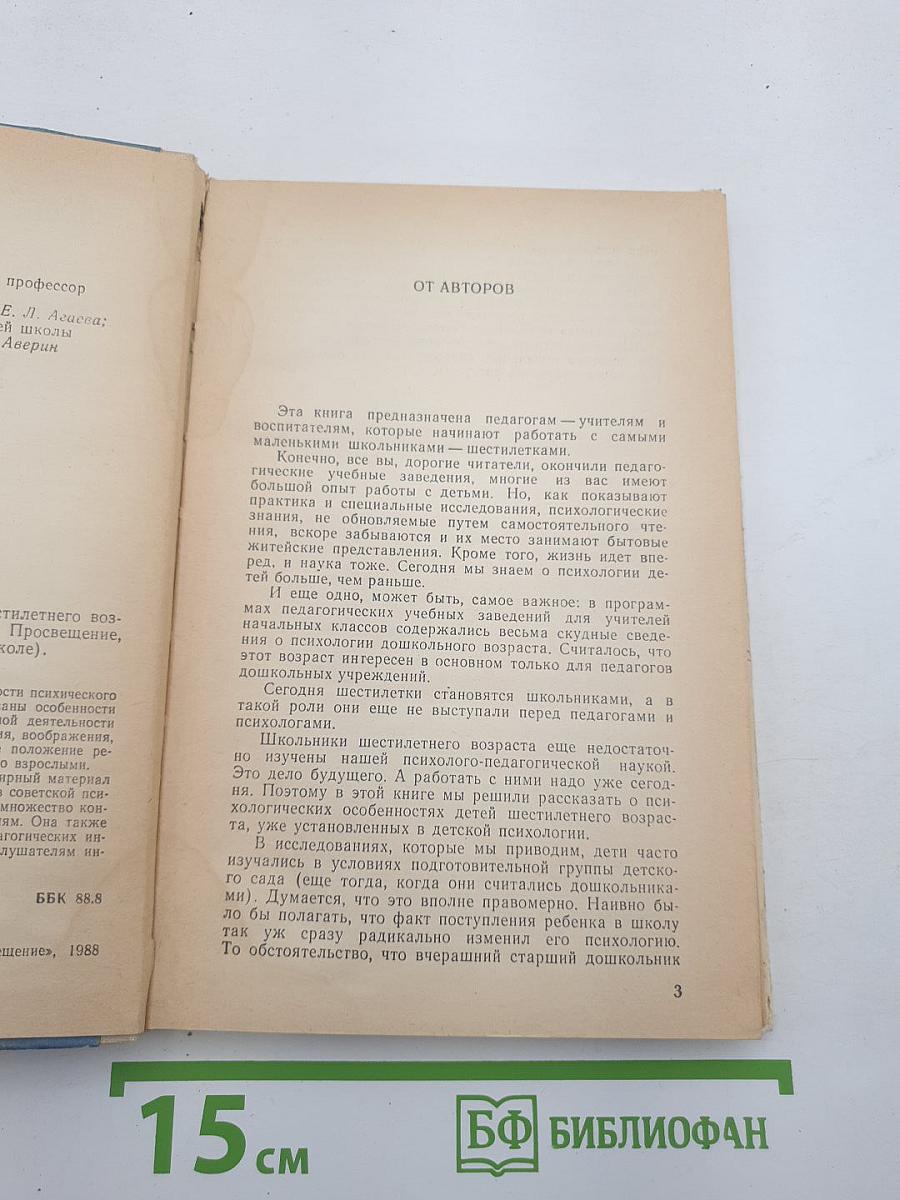 профессор
Е. Л. Агаева;
ей школы
Аверин
стилетнего воз-
Просвещение,
коле).
ости психического
аны особенности
ной деятельности
ия, воображения,
е положение ре-
о взрослыми.
ирный материал
в советской пси-
множество кон-
иям. Она также
агогических ин-
лушателям ин-
ББК 88.8
ещение», 1988
ОТ АВТОРОВ
Эта книга предназначена педагогам — учителям и
воспитателям, которые начинают работать с самыми
маленькими школьниками — шестилетками.
Конечно, все вы, дорогие читатели, окончили педаго-
гические учебные заведения, многие из вас имеют
большой опыт работы с детьми. Но, как показывают
практика и специальные исследования, психологические
знания, не обновляемые путем самостоятельного чте-
ния, вскоре забываются и их место занимают бытовые
житейские представления. Кроме того, жизнь идет впе-
ред, и наука тоже. Сегодня мы знаем о психологии де-
тей больше, чем раньше.
И еще одно, может быть, самое важное: в програм-
мах педагогических учебных заведений для учителей
начальных классов содержались весьма скудные сведе-
ния о психологии дошкольного возраста. Считалось, что
этот возраст интересен в основном только для педагогов
дошкольных учреждений.
Сегодня шестилетки становятся школьниками, а в
такой роли они еще не выступали перед педагогами и
психологами.
Школьники шестилетнего возраста еще недостаточ-
но изучены нашей психолого-педагогической наукой.
Это дело будущего. А работать с ними надо уже сегод-
ня. Поэтому в этой книге мы решили рассказать о пси-
хологических особенностях детей шестилетнего возрас-
та, уже установленных в детской психологии.
В исследованиях, которые мы приводим, дети часто
изучались в условиях подготовительной группы детско-
го сада (еще тогда, когда они считались дошкольника-
ми). Думается, что это вполне правомерно. Наивно бы-
ло бы полагать, что факт поступления ребенка в школу
так уж сразу радикально изменил его психологию.
То обстоятельство, что вчерашний старший дошкольник
3
15 см
БФ БИБЛИОФАН